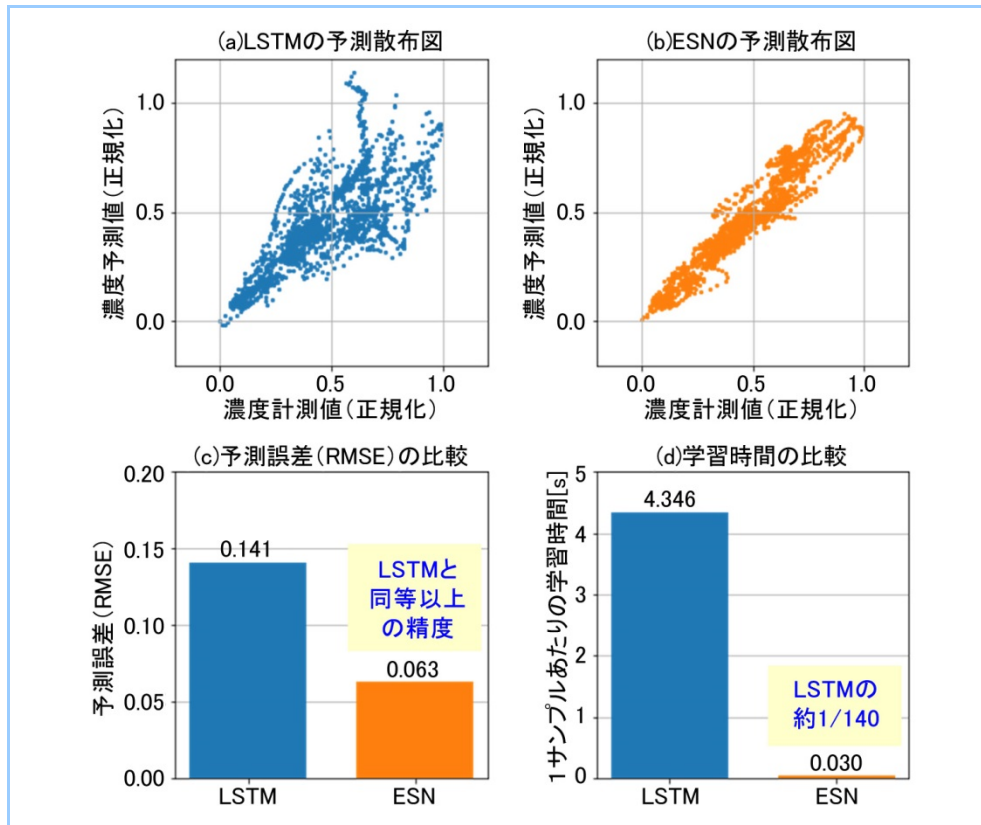 (a)LSTMの予測散布図
濃度予測値(正規化)
1.0
0.5
0.0
0.0
0.5
1.0
濃度計測値(正規化)
(b)ESNの予測散布図
濃度予測値(正規化)
1.0
0.5
0.0
0.0
0.5
1.0
濃度計測値(正規化)
(c)予測誤差(RMSE)の比較
予測誤差(RMSE)
0.20
0.15
0.10
0.05
0.00
0.141
LSTMと
同等以上
の精度
0.063
LSTM
ESN
(d)学習時間の比較
1サンプルあたりの学習時間[s]
5
4
3
2
1
0
4.346
LSTMの
約1/140
0.030
LSTM
ESN